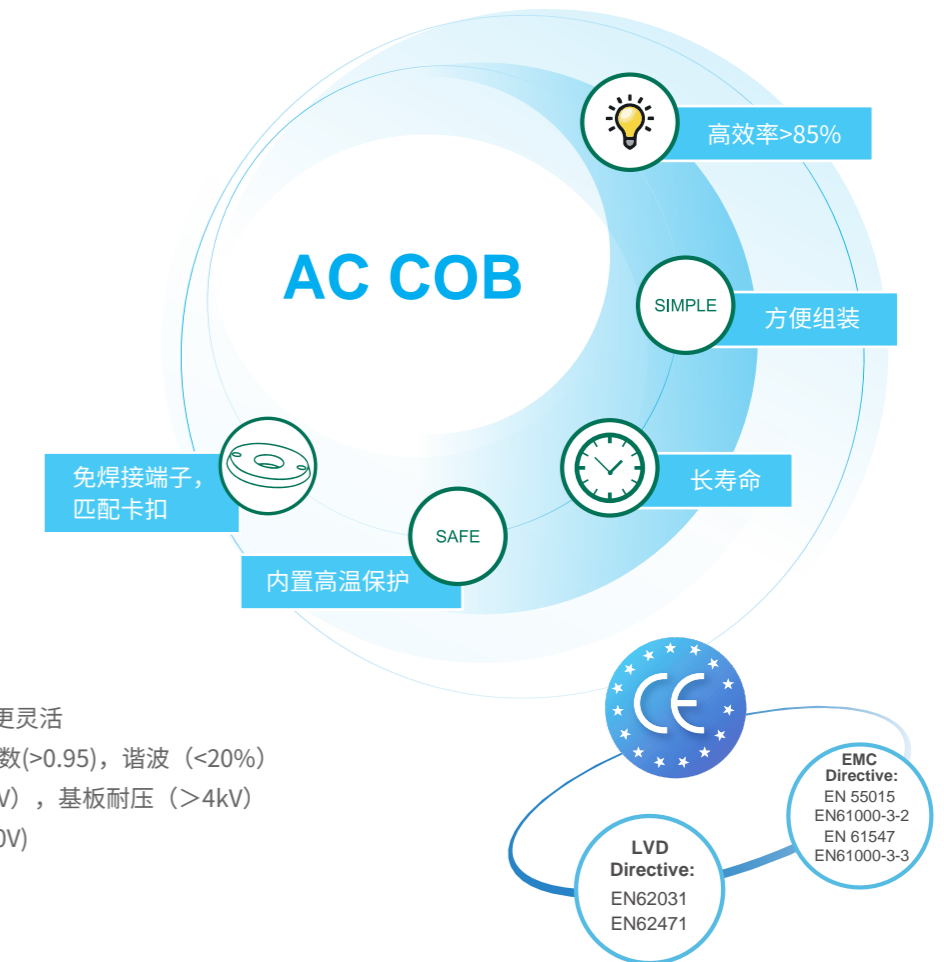 高效率>85%
AC COB
SIMPLE
方便组装
免焊接端子，
匹配卡扣
长寿命
SAFE
内置高温保护
CE
更灵活
数(>0.95)，谐波（<20%）
V），基板耐压（＞4kV）
0V)
EMC
Directive:
EN 55015
EN61000-3-2
EN 61547
EN61000-3-3
LVD
Directive:
EN62031
EN62471